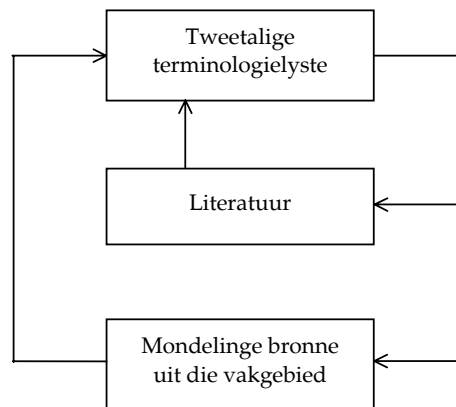 Tweetalige
terminologielyste
Literatuur
Mondelinge bronne
uit die vakgebied